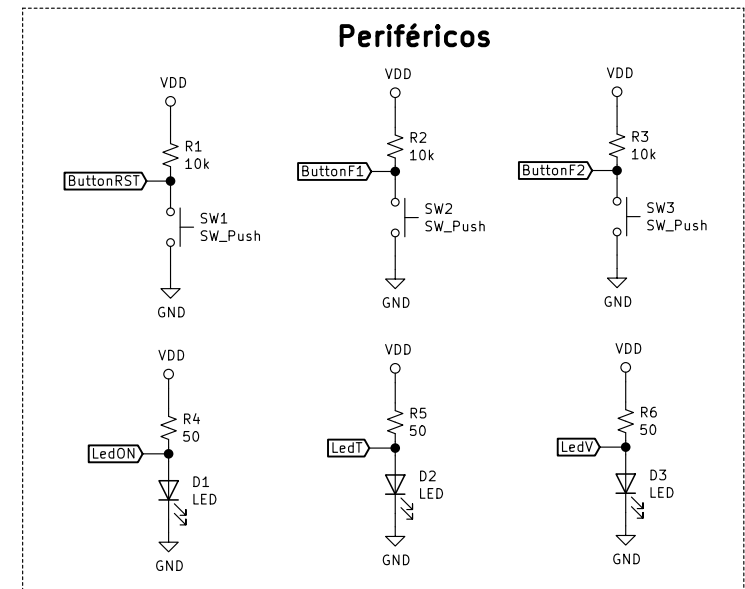 Periféricos
VDD
R1
10k
ButtonRST
SW1
SW_Push
GND
VDD
R2
10k
ButtonF1
SW2
SW_Push
GND
VDD
R3
10k
ButtonF2
SW3
SW_Push
GND
VDD
R4
50
LedON
D1
LED
GND
VDD
R5
50
LedT
D2
LED
GND
VDD
R6
50
LedV
D3
LED
GND